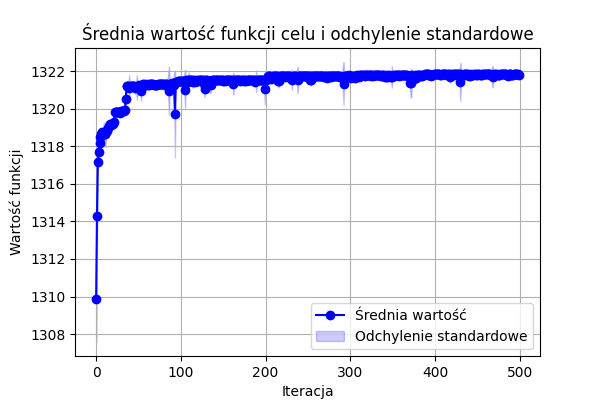 Średnia wartość funkcji celu i odchylenie standardowe
1322
1320
1318
1316
1314
1312
1310
1308
Wartość funkcji
Średnia wartość
Odchylenie standardowe
0 100 200 300 400 500
Iteracja